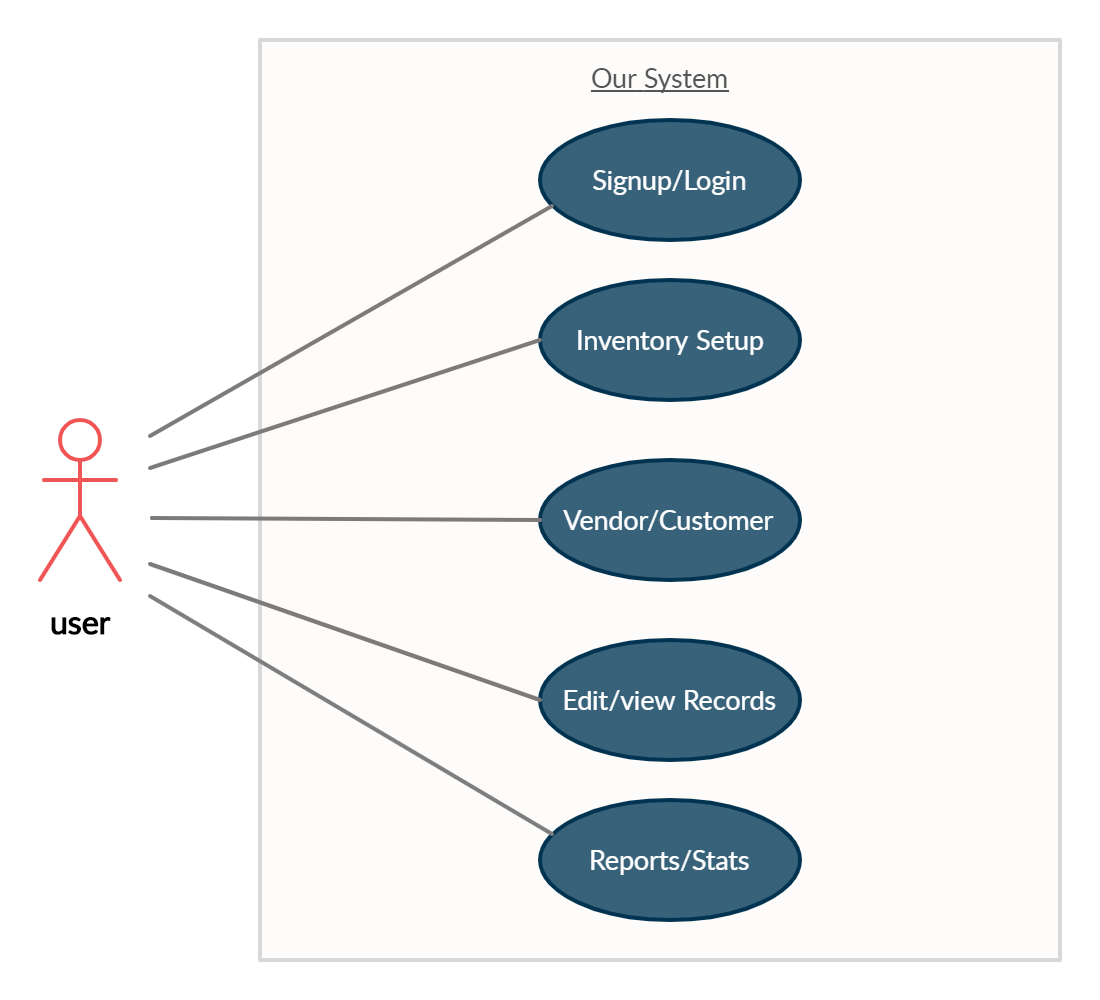 Our System
Signup/Login
Inventory Setup
Vendor/Customer
user
Edit/view Records
Reports/Stats